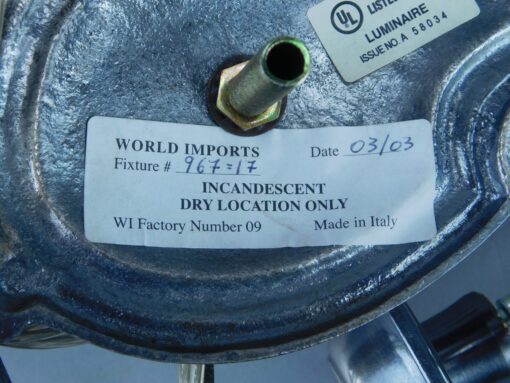 UL LISTED
LUMINAIRE
ISSUE NO. A 58034
WORLD IMPORTS Date 03/03
Fixture # 967=17
INCANDESCENT
DRY LOCATION ONLY
WI Factory Number 09 Made in Italy